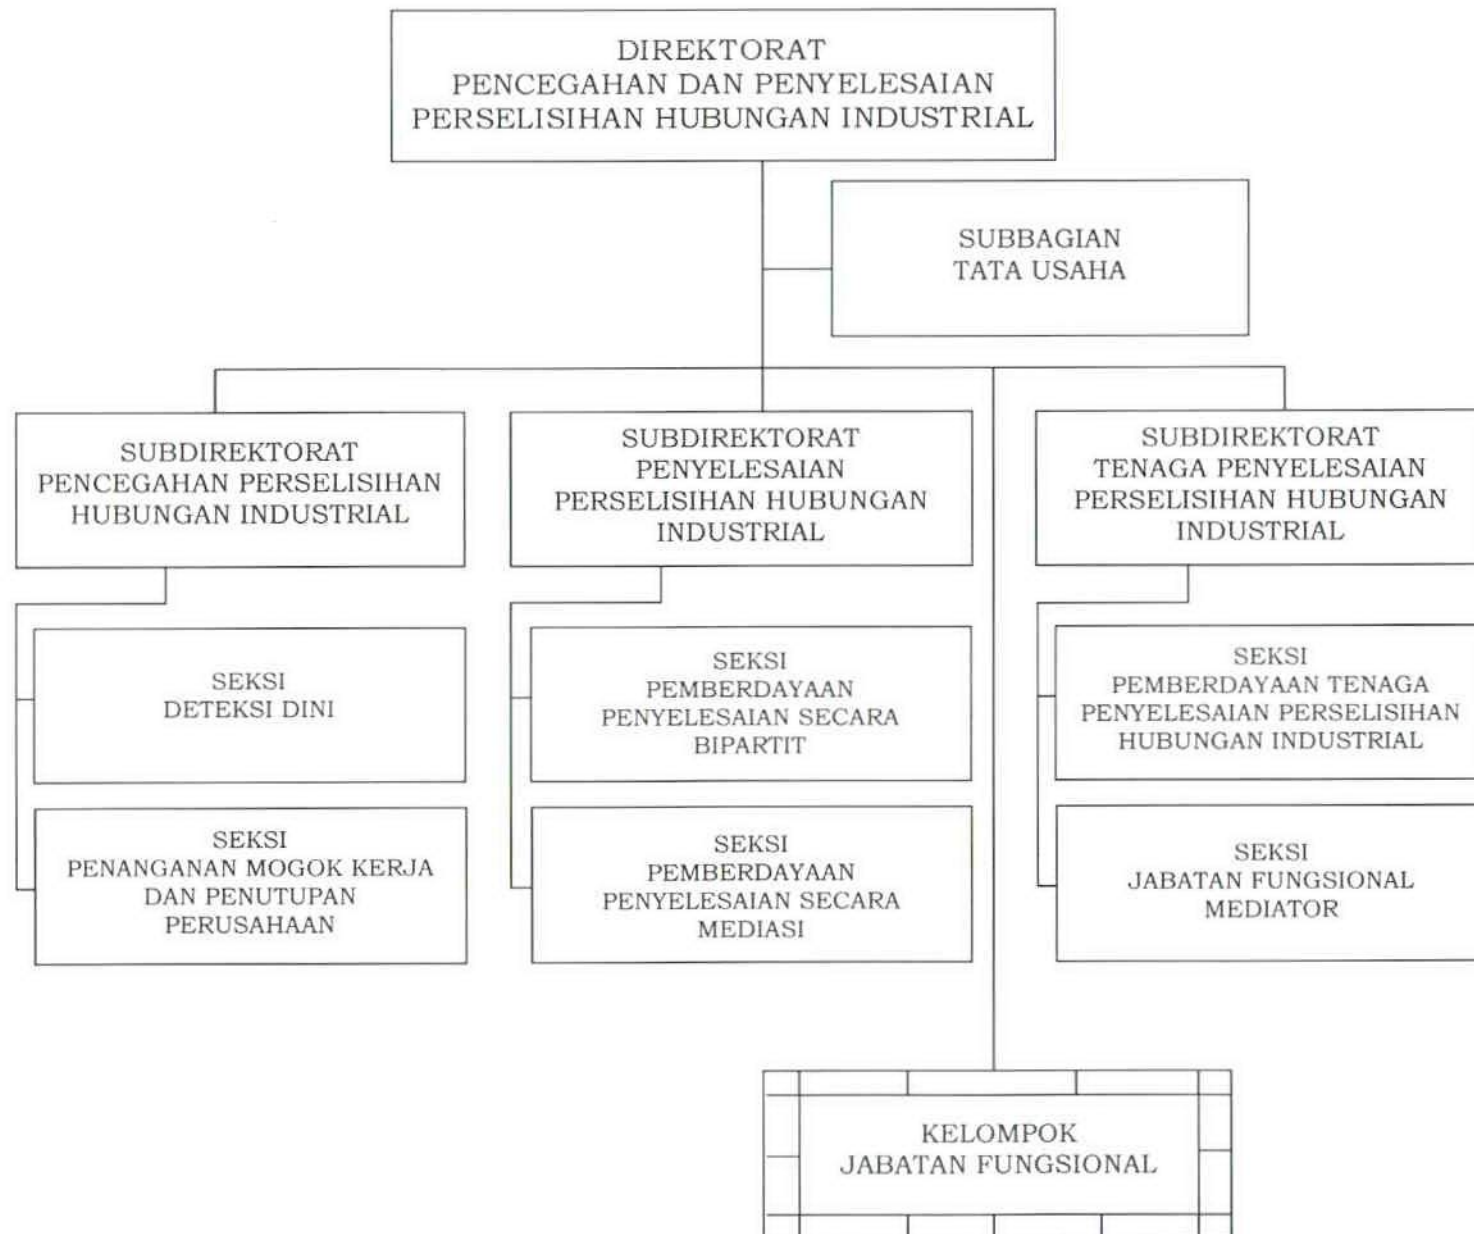 DIREKTORAT
PENCEGAHAN DAN PENYELESAIAN
PERSELISIHAN HUBUNGAN INDUSTRIAL
SUBBAGIAN
TATA USAHA
SUBDIREKTORAT
PENCEGAHAN PERSELISIHAN
HUBUNGAN INDUSTRIAL
SUBDIREKTORAT
PENYELESAIAN
PERSELISIHAN HUBUNGAN
INDUSTRIAL
SUBDIREKTORAT
TENAGA PENYELESAIAN
PERSELISIHAN HUBUNGAN
INDUSTRIAL
SEKSI
DETEKSI DINI
SEKSI
PEMBERDAYAAN
PENYELESAIAN SECARA
BIPARTIT
SEKSI
PEMBERDAYAAN TENAGA
PENYELESAIAN PERSELISIHAN
HUBUNGAN INDUSTRIAL
SEKSI
PENANGANAN MOGOK KERJA
DAN PENUTUPAN
PERUSAHAAN
SEKSI
PEMBERDAYAAN
PENYELESAIAN SECARA
MEDIASI
SEKSI
JABATAN FUNGSIONAL
MEDIATOR
KELOMPOK
JABATAN FUNGSIONAL